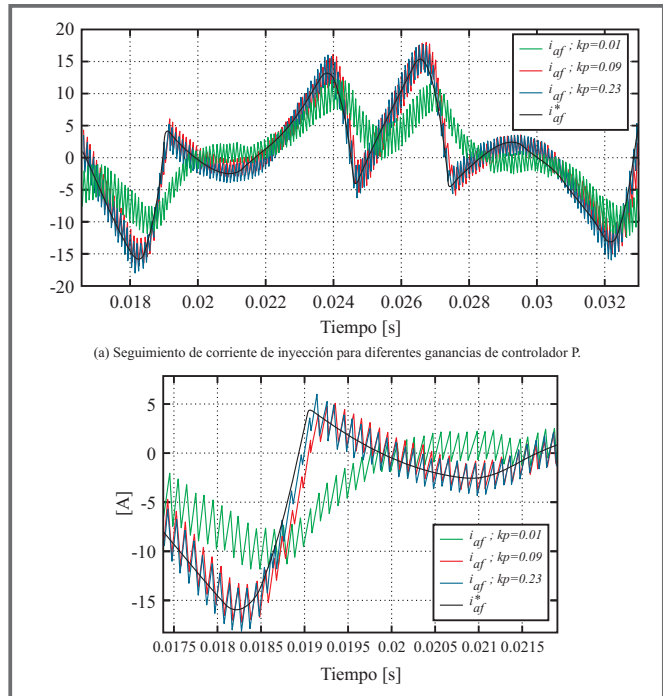 20
15
10
5
0
-5
-10
-15
20
i_af ; kp=0.01
i_af ; kp=0.09
i_af ; kp=0.23
i*_af
0.018 0.02 0.022 0.024 0.026 0.028 0.03 0.032
Tiempo [s]
(a) Seguimiento de corriente de inyección para diferentes ganancias de controlador P.
[A]
5
0
-5
-10
-15
i_af ; kp=0.01
i_af ; kp=0.09
i_af ; kp=0.23
i*_af
0.0175 0.018 0.0185 0.019 0.0195 0.02 0.0205 0.021 0.0215
Tiempo [s]